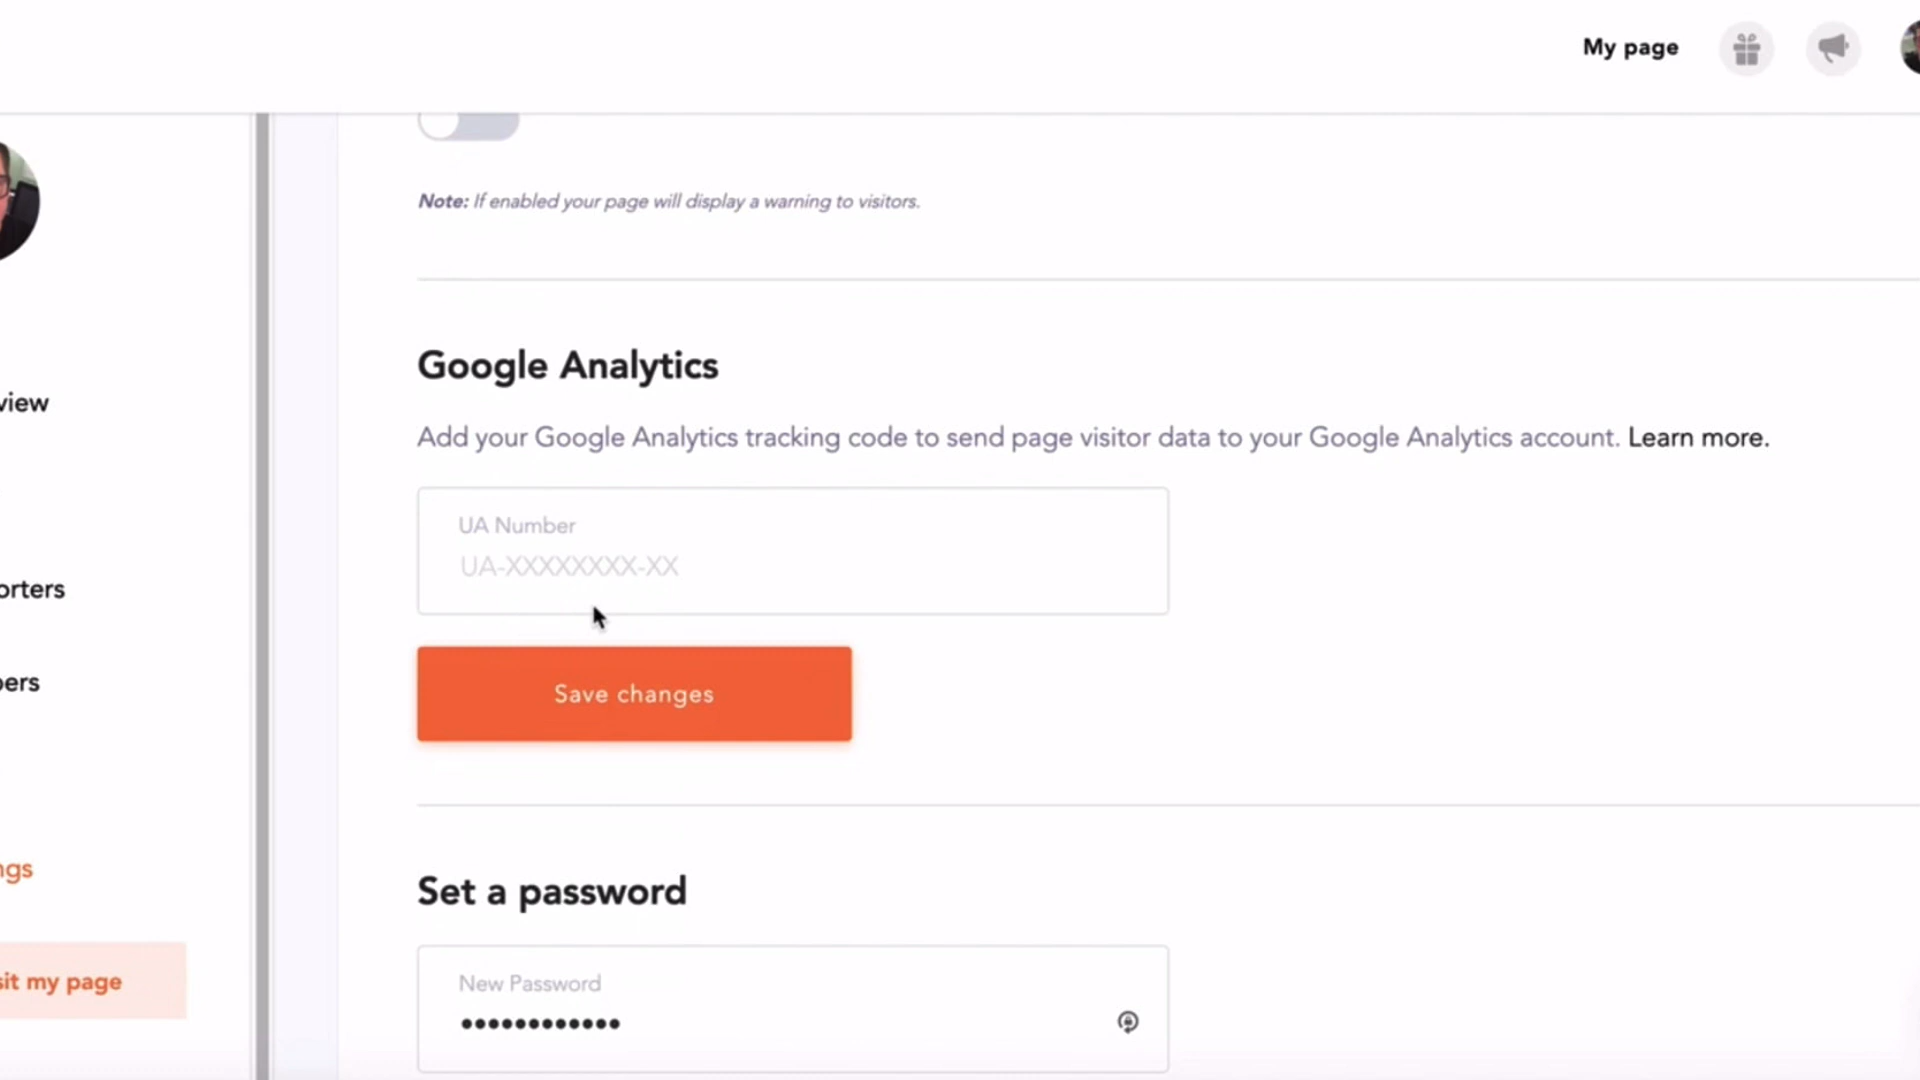 My page
Note: If enabled your page will display a warning to visitors.
Google Analytics
view
Add your Google Analytics tracking code to send page visitor data to your Google Analytics account. Learn more.
UA Number
UA-XXXXXXXX-XX
orters
bers
Save changes
ngs
Set a password
sit my page
New Password